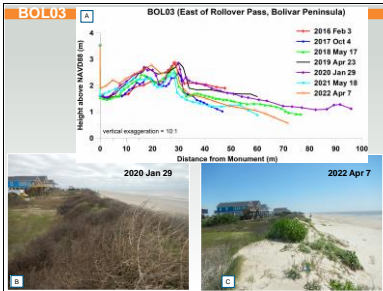 BOL03
A
BOL03 (East of Rollover Pass, Bolivar Peninsula)
Height above NAVD88 (m)
4
3
2
1
0
2016 Feb 3
2017 Oct 4
2018 May 17
2019 Apr 23
2020 Jan 29
2021 May 18
2022 Apr 7
vertical exaggeration = 10:1
0 10 20 30 40 50 60 70 80 90 100
Distance from Monument (m)
2020 Jan 29
2022 Apr 7
B
C